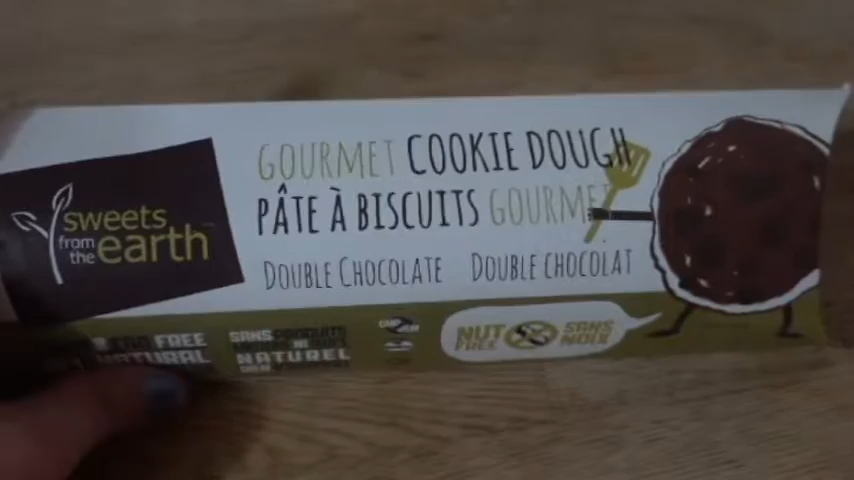 sweets
from
the earth
GOURMET COOKIE DOUGH
PÂTE À BISCUITS GOURMET
DOUBLE CHOCOLATE DOUBLE CHOCOLAT
FREE
NATURAL
SANS PRODUITS
NATUREL
NUT FREE
SANS NOIX